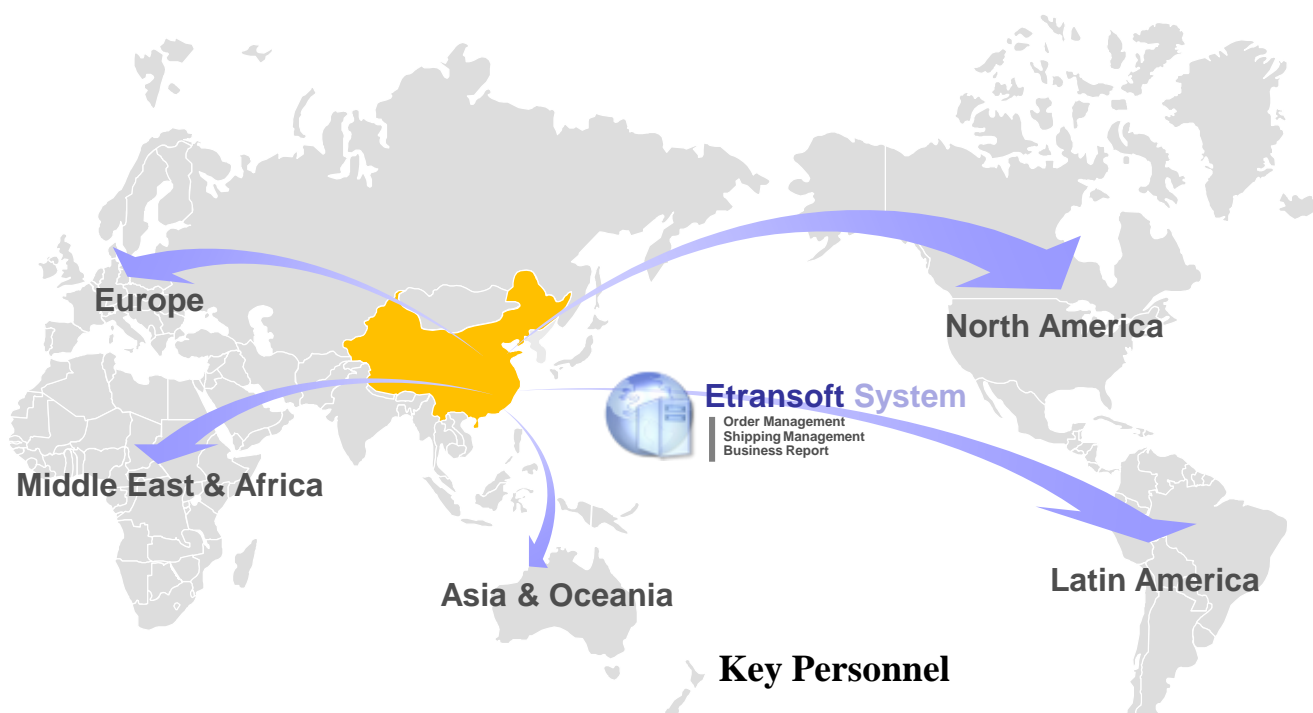 Europe
North America
Etransoft System
Order Management
Shipping Management
Business Report
Middle East & Africa
Asia & Oceania
Latin America
Key Personnel